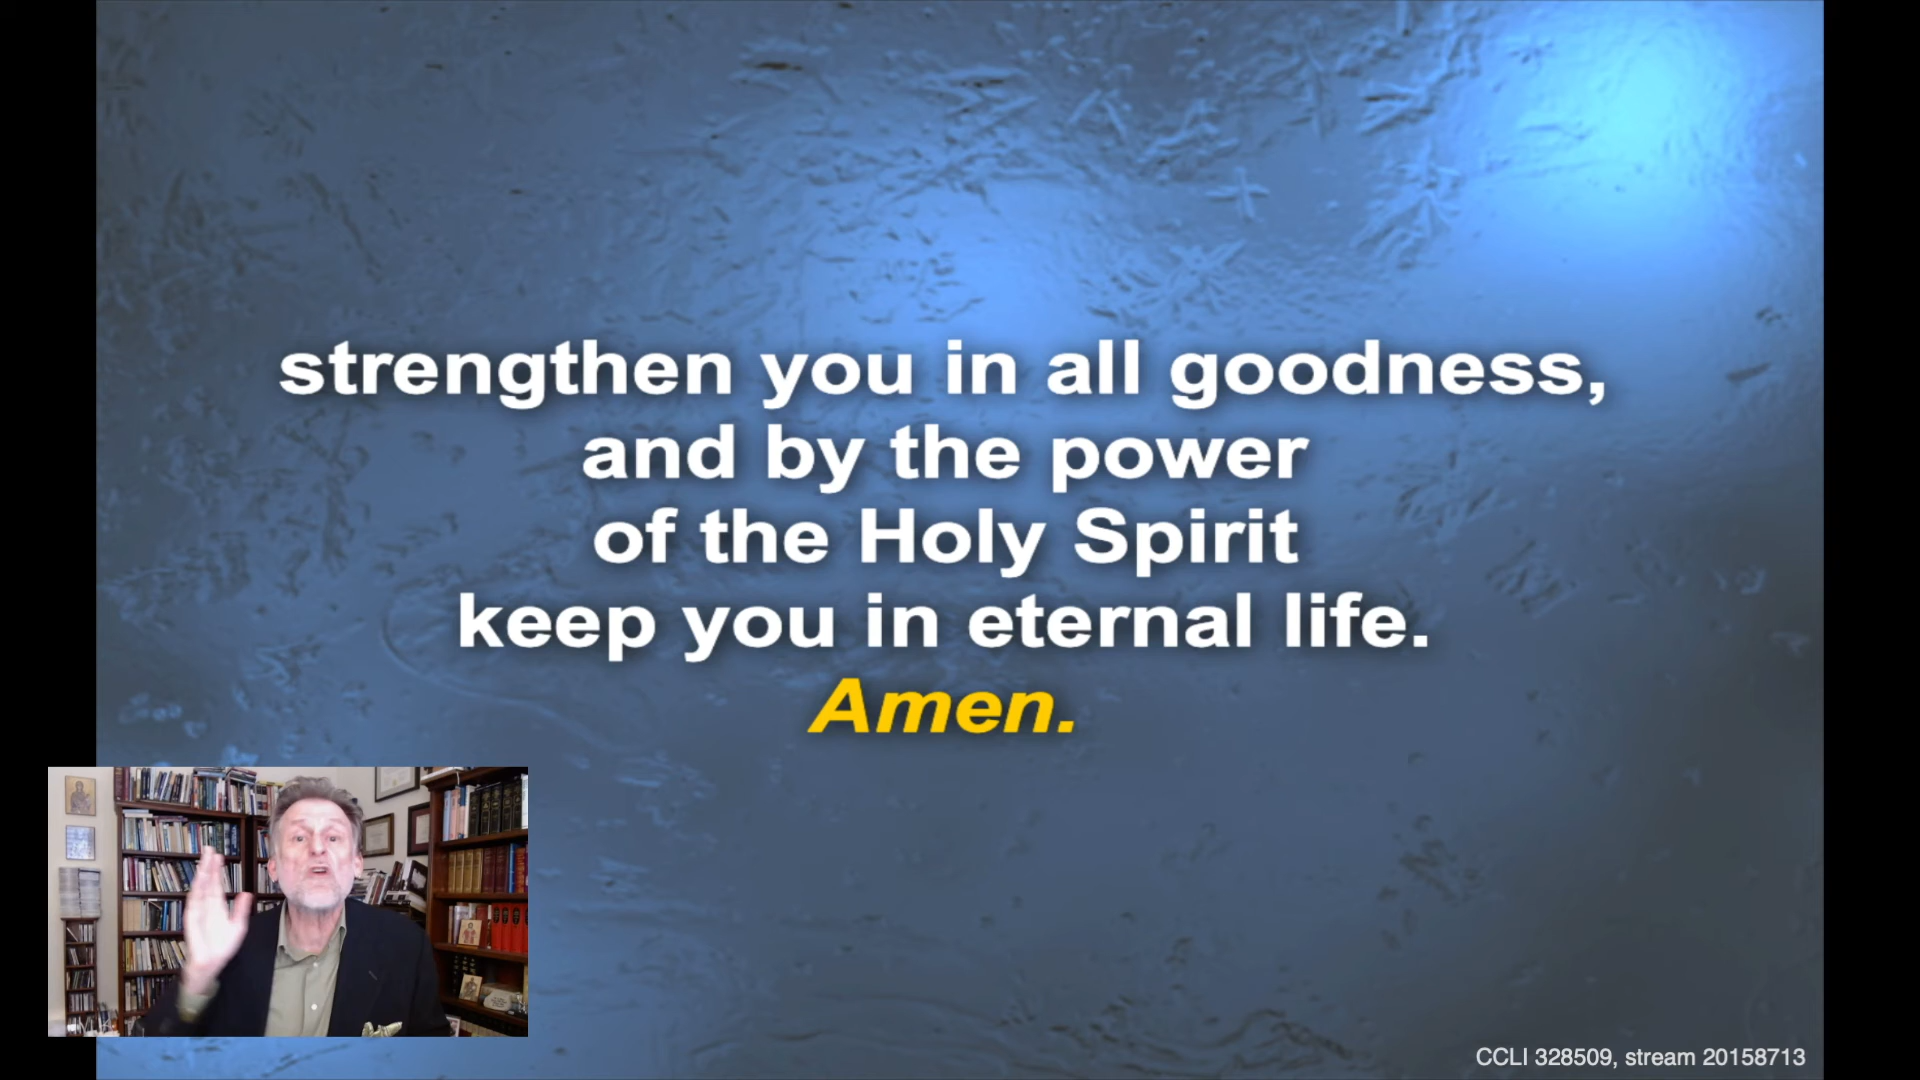 strengthen you in all goodness,
and by the power
of the Holy Spirit
keep you in eternal life.
Amen.
CCLI 328509, stream 20158713